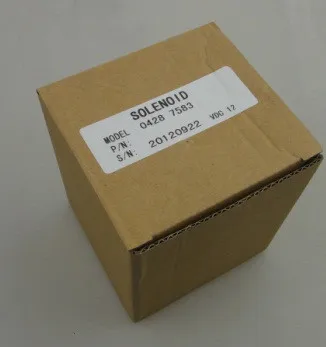 SOLENOID
MODEL 0428 7583
P/N:
S/N: 20120922 VDC 12